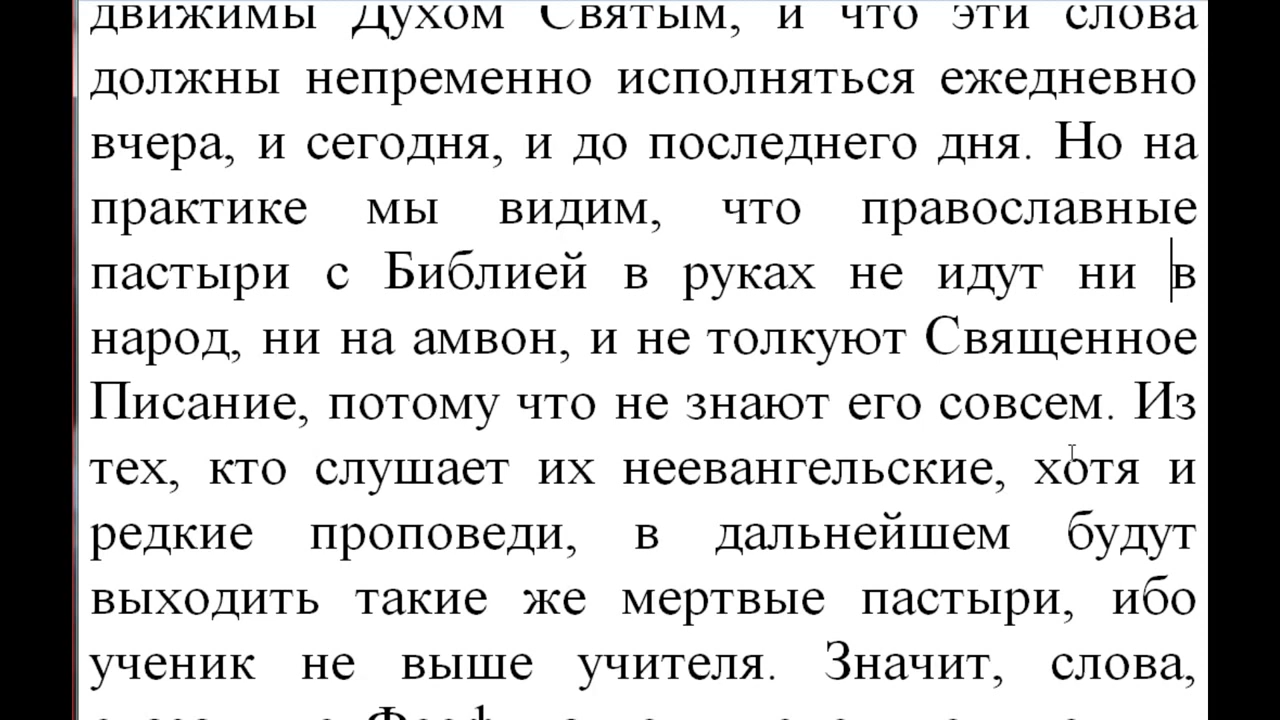 движимы Духом Святым, и что эти слова
должны непременно исполняться ежедневно
вчера, и сегодня, и до последнего дня. Но на
практике мы видим, что православные
пастыри с Библией в руках не идут ни в
народ, ни на амвон, и не толкуют Священное
Писание, потому что не знают его совсем. Из
тех, кто слушает их неевангельские, хотя и
редкие проповеди, в дальнейшем будут
выходить такие же мертвые пастыри, ибо
ученик не выше учителя. Значит, слова,